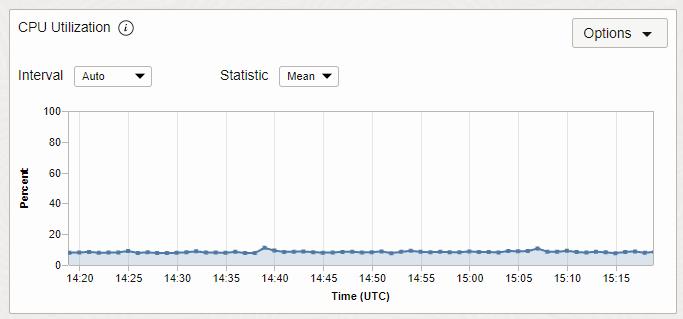 CPU Utilization i
Options
Interval Auto Statistic Mean
100
80
60
40
20
0
Percent
14:20 14:25 14:30 14:35 14:40 14:45 14:50 14:55 15:00 15:05 15:10 15:15
Time (UTC)